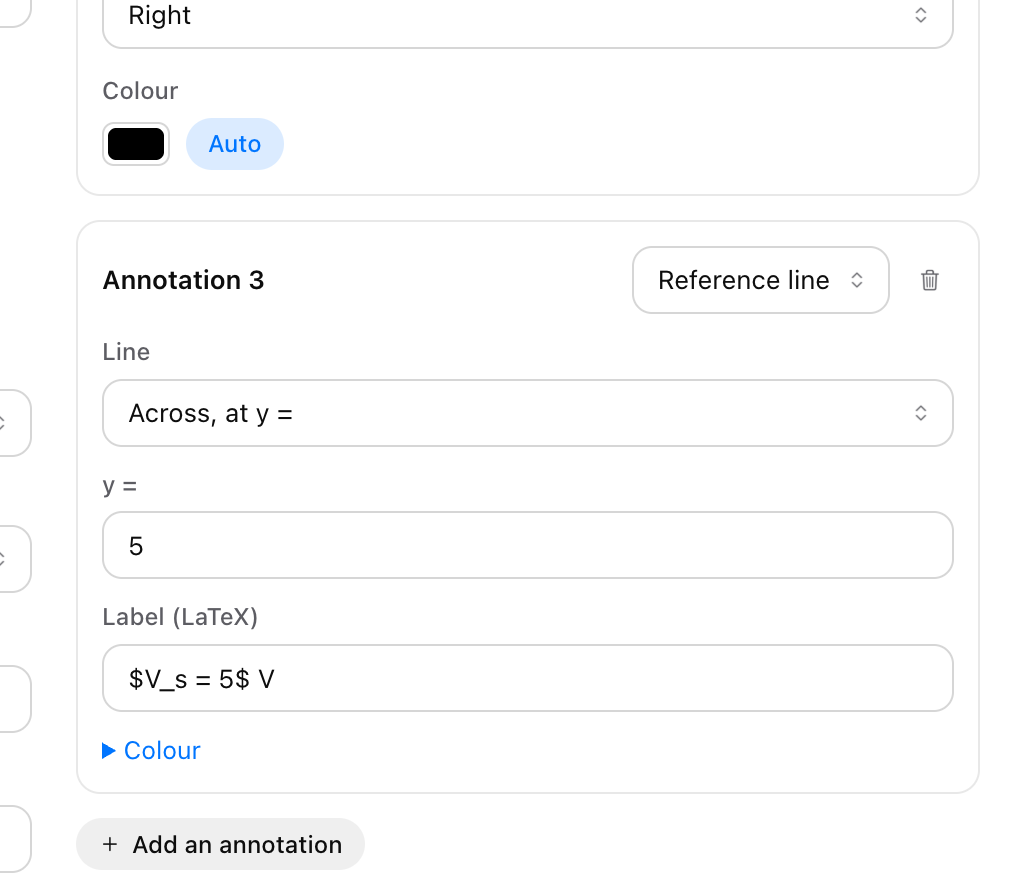 Right
Colour
Auto
Annotation 3
Reference line
Line
Across, at y =
y =
5
Label (LaTeX)
$V_s = 5$ V
Colour
+ Add an annotation